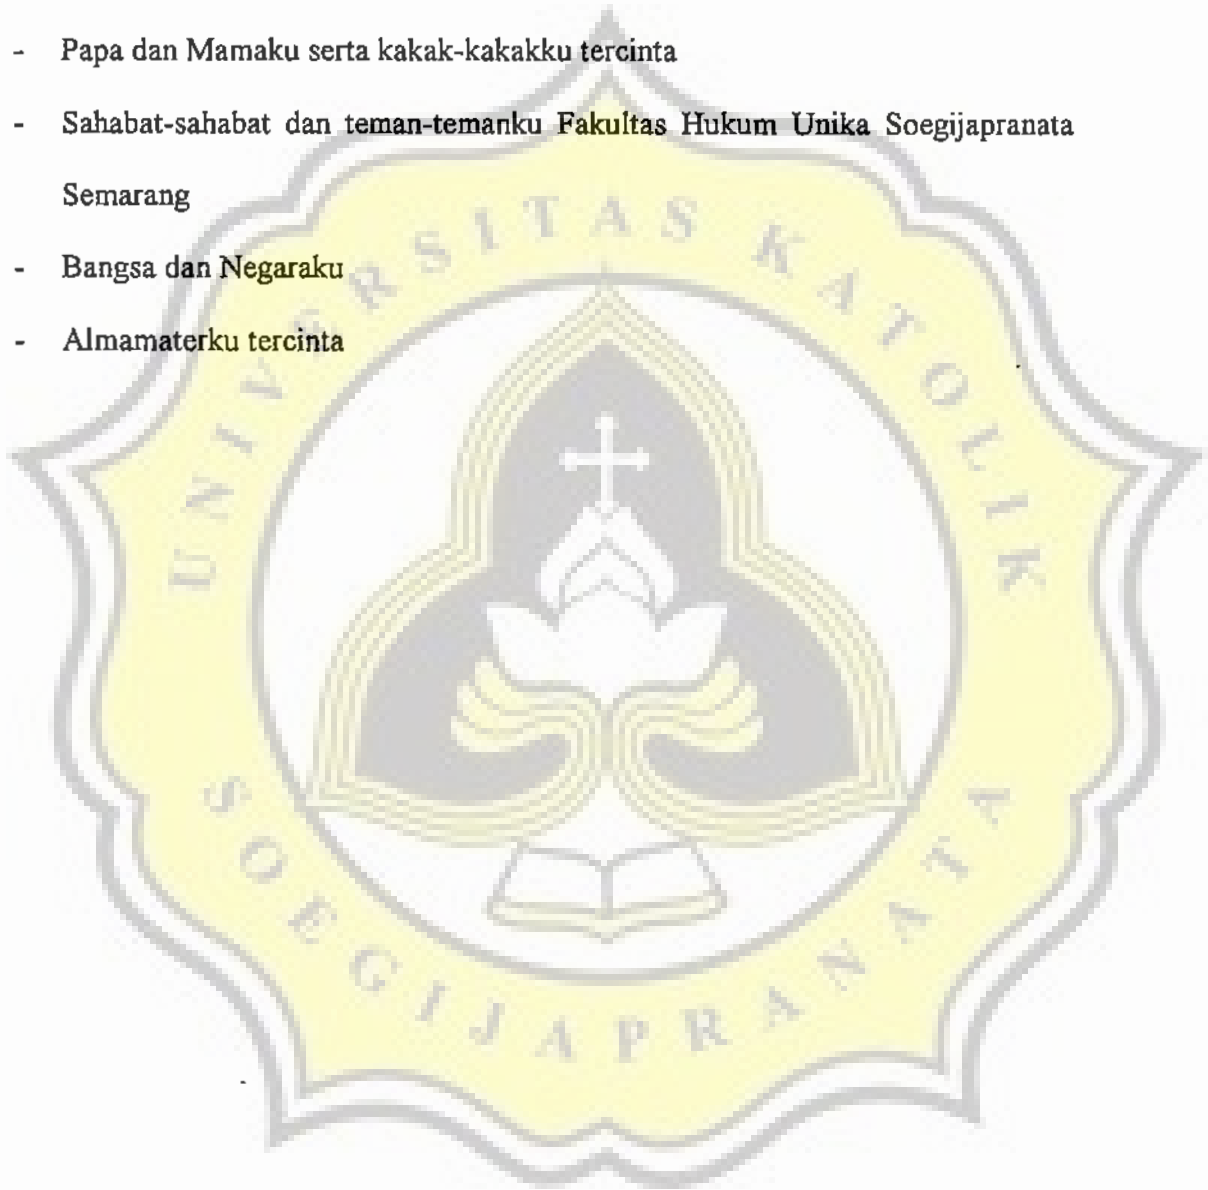 - Papa dan Mamaku serta kakak-kakakku tercinta
- Sahabat-sahabat dan teman-temanku Fakultas Hukum Unika Soegijapranata
Semarang
- Bangsa dan Negaraku
- Almamaterku tercinta
UNIVERSITAS KATOLIK
SOEGIJAPRANATA